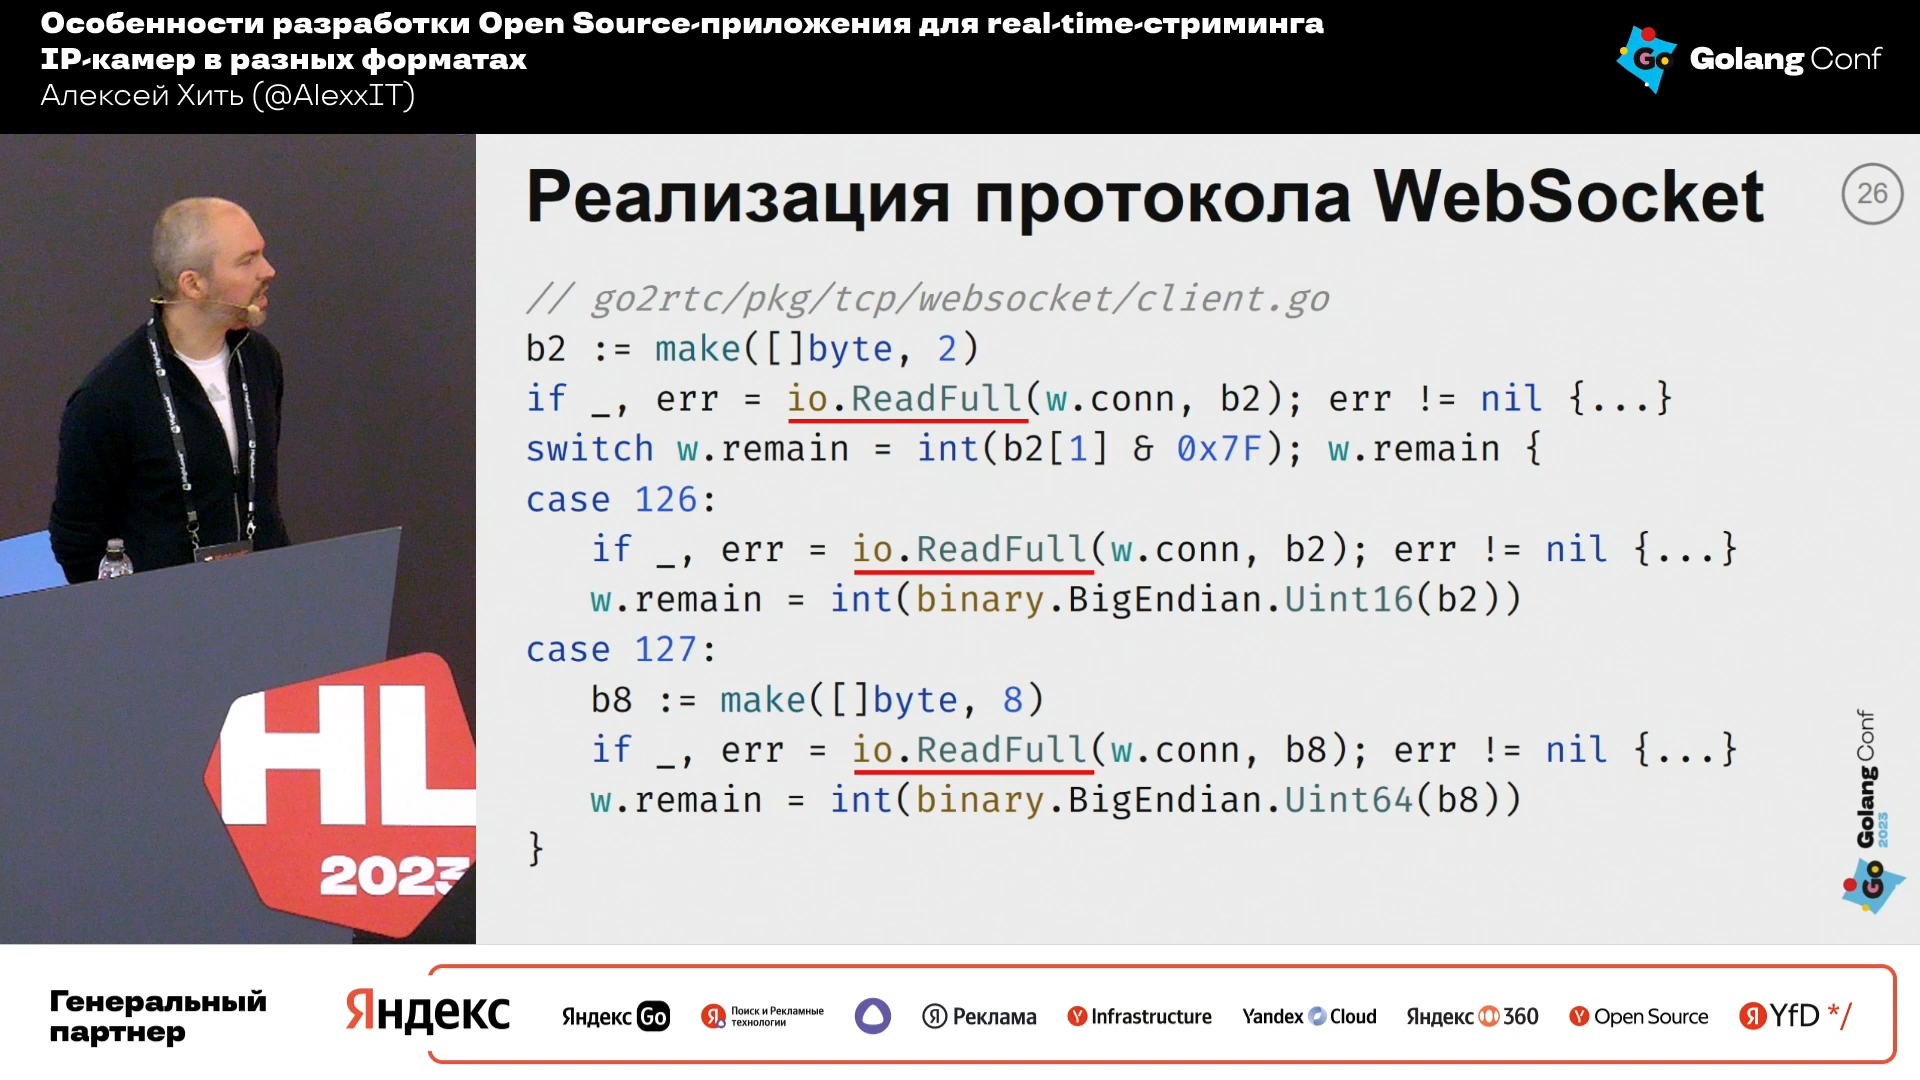 Особенности разработки Open Source-приложения для real-time-стриминга
IP-камер в разных форматах
Алексей Хить (@AlexxIT)
Go
Golang Conf
Реализация протокола WebSocket
26
// go2rtc/pkg/tcp/websocket/client.go
b2 := make([]byte, 2)
if _, err = io.ReadFull(w.conn, b2); err != nil {...}
switch w.remain = int(b2[1] & 0x7F); w.remain {
case 126:
if _, err = io.ReadFull(w.conn, b2); err != nil {...}
w.remain = int(binary.BigEndian.Uint16(b2))
case 127:
b8 := make([]byte, 8)
if _, err = io.ReadFull(w.conn, b8); err != nil {...}
w.remain = int(binary.BigEndian.Uint64(b8))
}
Go
Golang Conf
2023
HL
2023
Генеральный
партнер
Яндекс
Яндекс Go
Я Поиск и Рекламные
технологии
Я Реклама
Y Infrastructure
Yandex Cloud
Яндекс 360
Y Open Source
Я YfD */